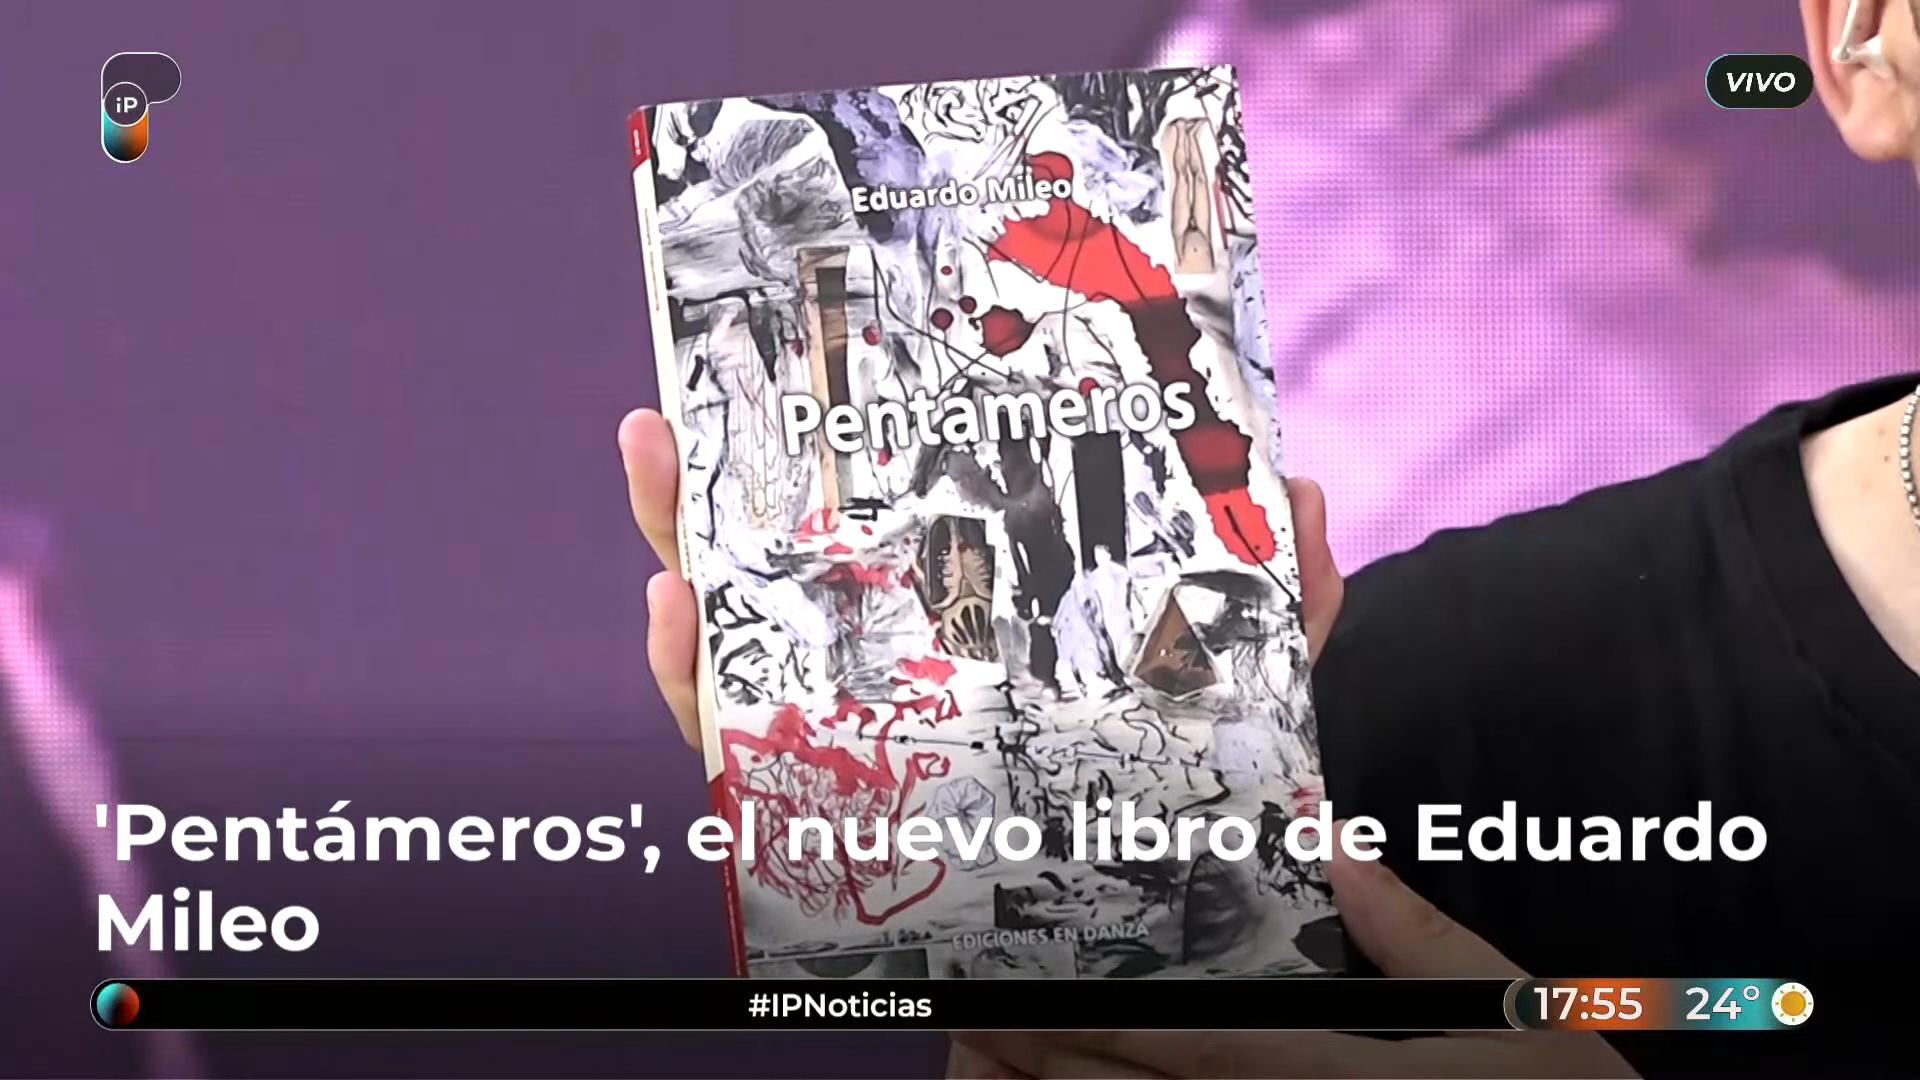 iP
VIVO
Eduardo Mileo
Pentámeros
'Pentámeros', el nuevo libro de Eduardo
Mileo
EDICIONES EN DANZA
#IPNoticias
17:55 24°